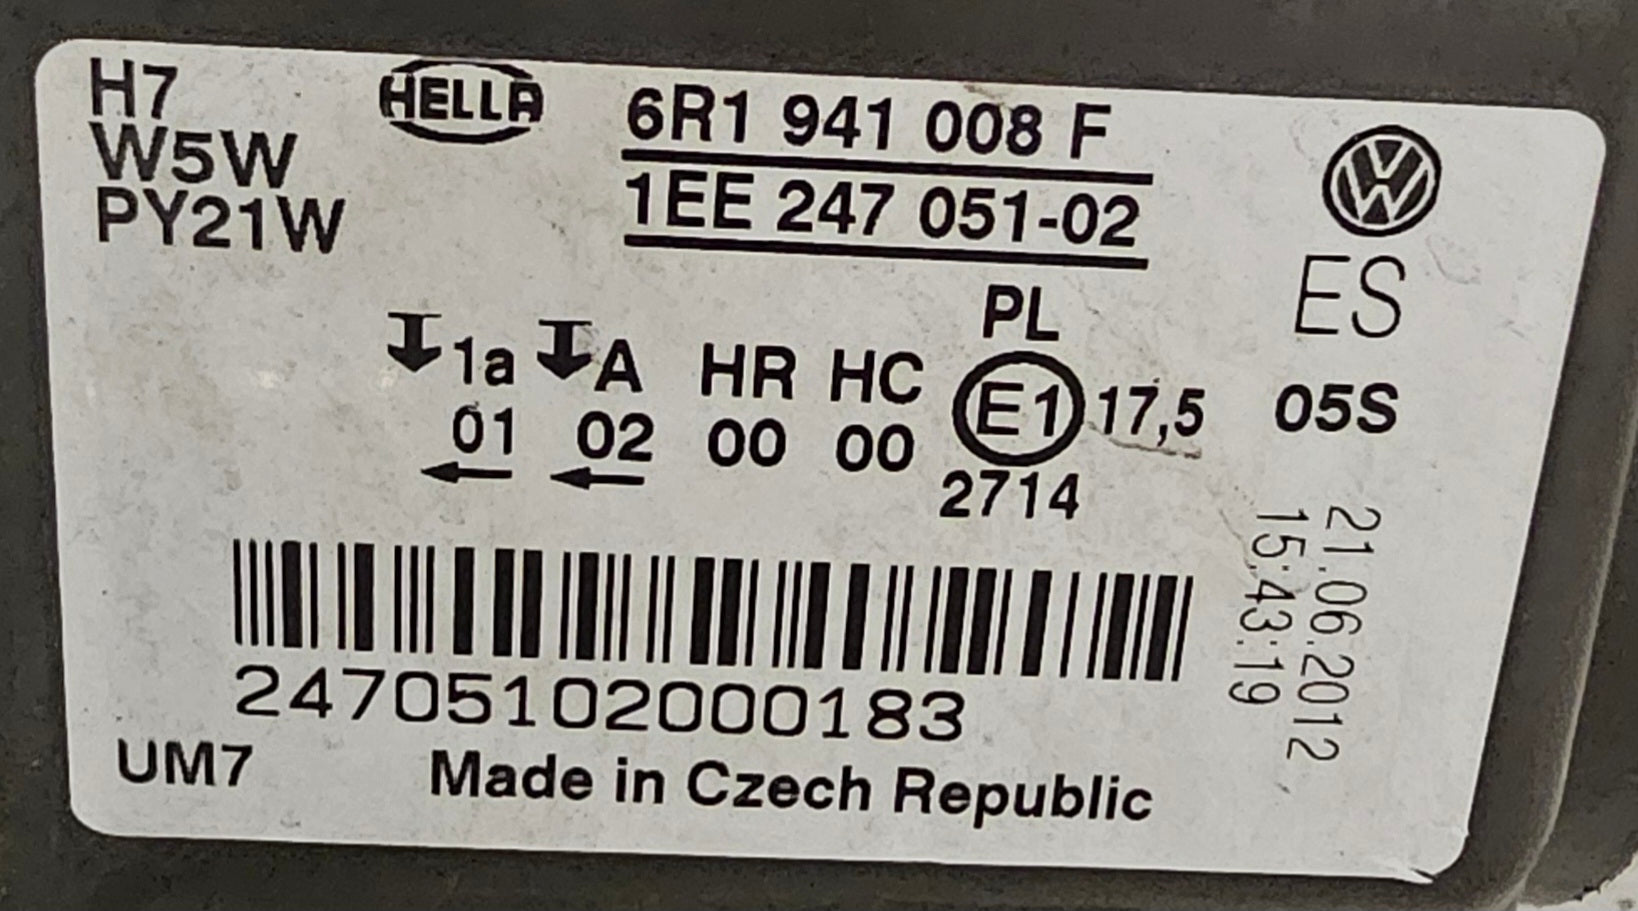 H7
W5W
PY21W
HELLA
6R1 941 008 F
1EE 247 051-02
ES
PL
1a A HR HC E1 17,5 05S
01 02 00 00
2714
21.06.2012
15:43:19
24705102000183
UM7
Made in Czech Republic